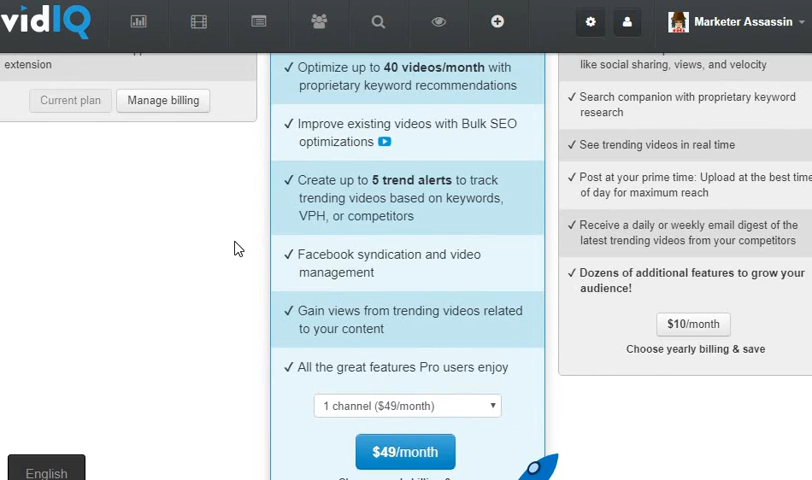 vidIQ
Marketer Assassin
extension
Current plan
Manage billing
✓ Optimize up to 40 videos/month with
proprietary keyword recommendations
✓ Improve existing videos with Bulk SEO
optimizations
✓ Create up to 5 trend alerts to track
trending videos based on keywords,
VPH, or competitors
✓ Facebook syndication and video
management
✓ Gain views from trending videos related
to your content
✓ All the great features Pro users enjoy
1 channel ($49/month)
$49/month
like social sharing, views, and velocity
✓ Search companion with proprietary keyword
research
✓ See trending videos in real time
✓ Post at your prime time: Upload at the best time
of day for maximum reach
✓ Receive a daily or weekly email digest of the
latest trending videos from your competitors
✓ Dozens of additional features to grow your
audience!
$10/month
Choose yearly billing & save
English